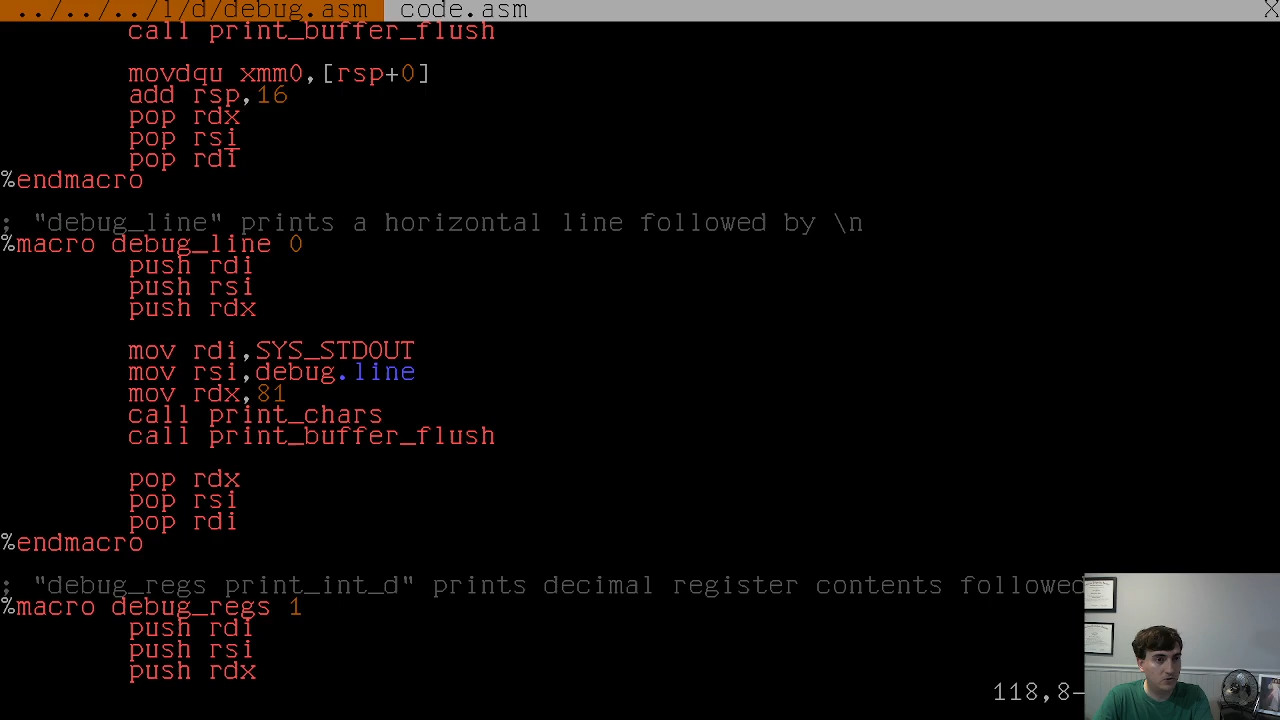 ../../../l/d/debug.asm code.asm X
call print_buffer_flush
movdqu xmm0,[rsp+0]
add rsp,16
pop rdx
pop rsi
pop rdi
%endmacro
; "debug_line" prints a horizontal line followed by \n
%macro debug_line 0
push rdi
push rsi
push rdx
mov rdi,SYS_STDOUT
mov rsi,debug.line
mov rdx,81
call print_chars
call print_buffer_flush
pop rdx
pop rsi
pop rdi
%endmacro
; "debug_regs print_int_d" prints decimal register contents followed
%macro debug_regs 1
push rdi
push rsi
push rdx
118,8-